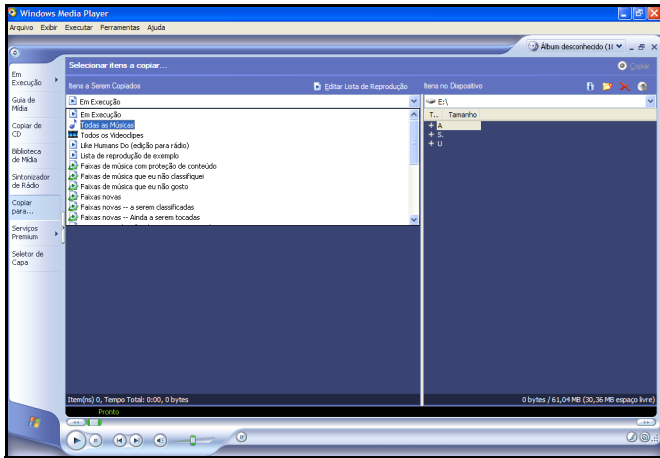 Windows Media Player
Arquivo Exibir Executar Ferramentas Ajuda
Álbum desconhecido (11
Selecionar itens a copiar...
Copiar
Em Execução
Guia de Mídia
Copiar de CD
Biblioteca de Mídia
Sintonizador de Rádio
Copiar para...
Serviços Premium
Seletor de Capa
Itens a Serem Copiados
Editar Lista de Reprodução
Itens no Dispositivo
Em Execução
E:\
Em Execução
Todas as Músicas
Todos os Videoclipes
Like Humans Do (edição para rádio)
Lista de reprodução de exemplo
Faixas de música com proteção de conteúdo
Faixas de música que eu não classifiquei
Faixas de música que eu não gosto
Faixas novas
Faixas novas -- a serem classificadas
Faixas novas -- Ainda a serem tocadas
T... Tamanho
+ A
+ S.
+ U
Item(ns) 0, Tempo Total: 0:00, 0 bytes
0 bytes / 61,04 MB (30,36 MB espaço livre)
Pronto